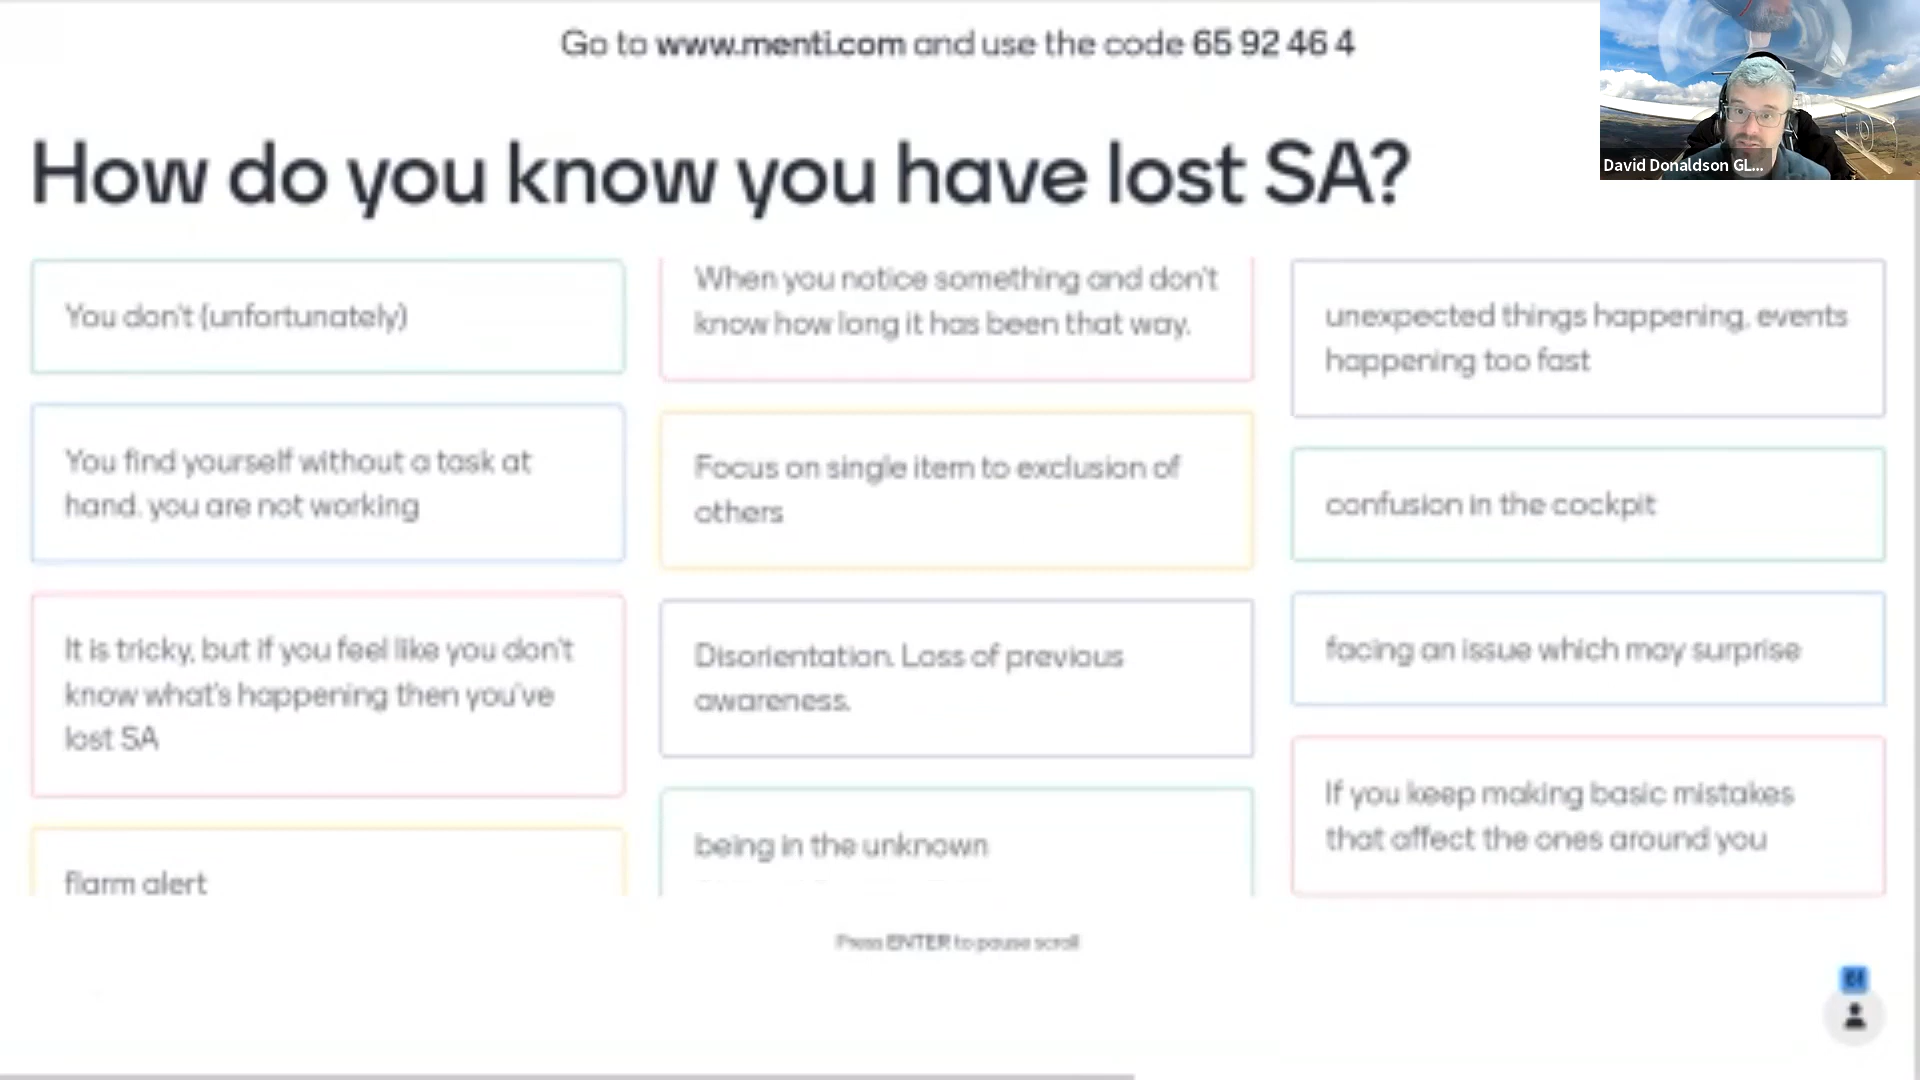 Go to www.menti.com and use the code 65 92 46 4
David Donaldson GL...
How do you know you have lost SA?
You don't (unfortunately)
You find yourself without a task at
hand. you are not working
It is tricky, but if you feel like you don't
know what's happening then you've
lost SA
flarm alert
When you notice something and don't
know how long it has been that way.
Focus on single item to exclusion of
others
Disorientation. Loss of previous
awareness.
being in the unknown
unexpected things happening, events
happening too fast
confusion in the cockpit
facing an issue which may surprise
If you keep making basic mistakes
that affect the ones around you
Press ENTER to pause scroll